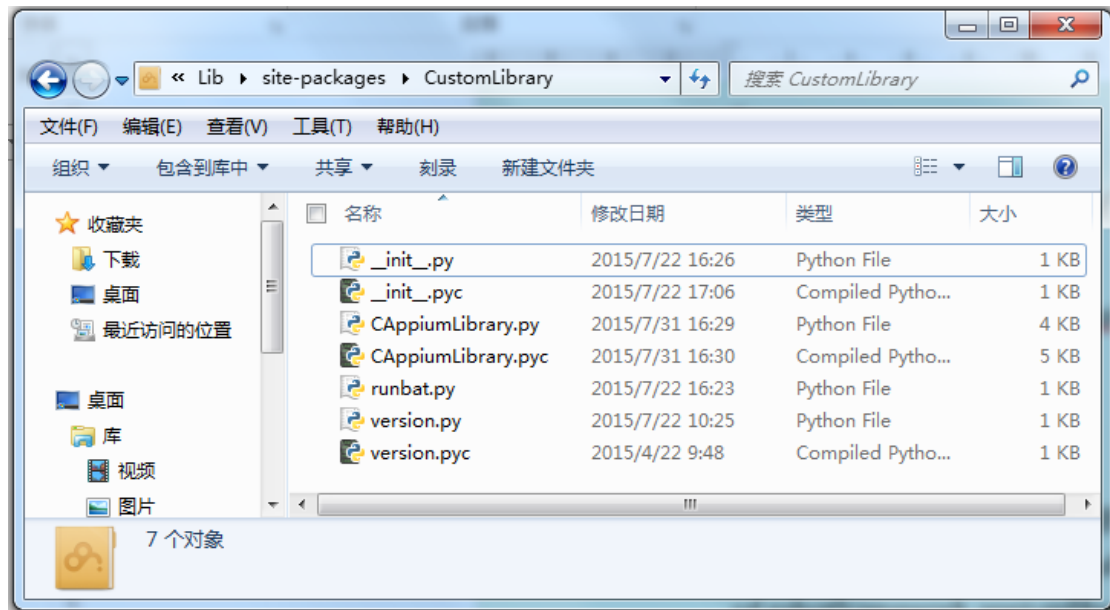 « Lib ▸ site-packages ▸ CustomLibrary 搜索 CustomLibrary
文件(F) 编辑(E) 查看(V) 工具(T) 帮助(H)
组织 包含到库中 共享 刻录 新建文件夹
收藏夹
下载
桌面
最近访问的位置
桌面
库
视频
图片
名称 修改日期 类型 大小
__init__.py 2015/7/22 16:26 Python File 1 KB
__init__.pyc 2015/7/22 17:06 Compiled Pytho... 1 KB
CAppiumLibrary.py 2015/7/31 16:29 Python File 4 KB
CAppiumLibrary.pyc 2015/7/31 16:30 Compiled Pytho... 5 KB
runbat.py 2015/7/22 16:23 Python File 1 KB
version.py 2015/7/22 10:25 Python File 1 KB
version.pyc 2015/4/22 9:48 Compiled Pytho... 1 KB
7 个对象